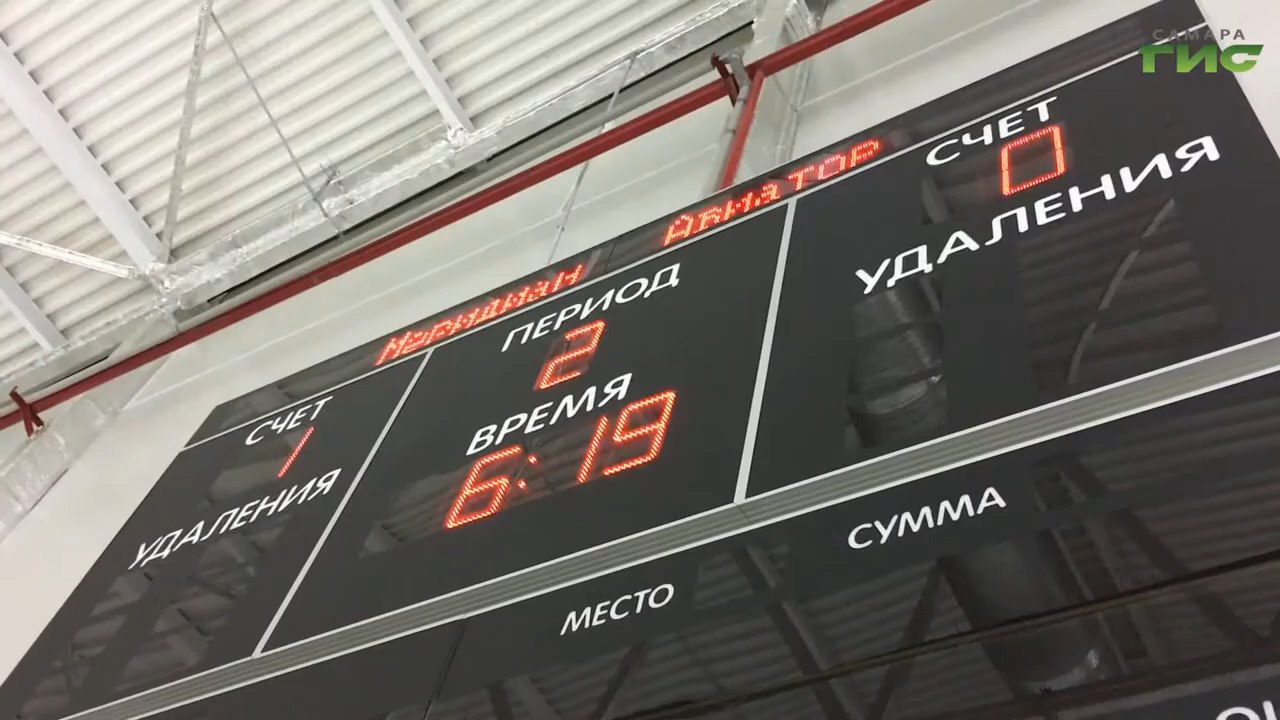 САМАРА
ГИС
Меридиан
Авиатор
СЧЕТ
1
УДАЛЕНИЯ
ПЕРИОД
2
ВРЕМЯ
6:19
СЧЕТ
0
УДАЛЕНИЯ
МЕСТО
СУММА